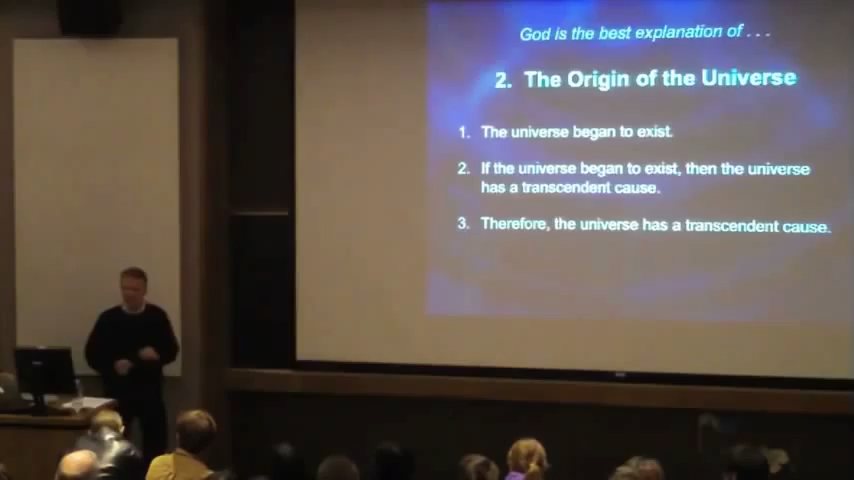 God is the best explanation of . . .
2. The Origin of the Universe
1. The universe began to exist.
2. If the universe began to exist, then the universe
has a transcendent cause.
3. Therefore, the universe has a transcendent cause.